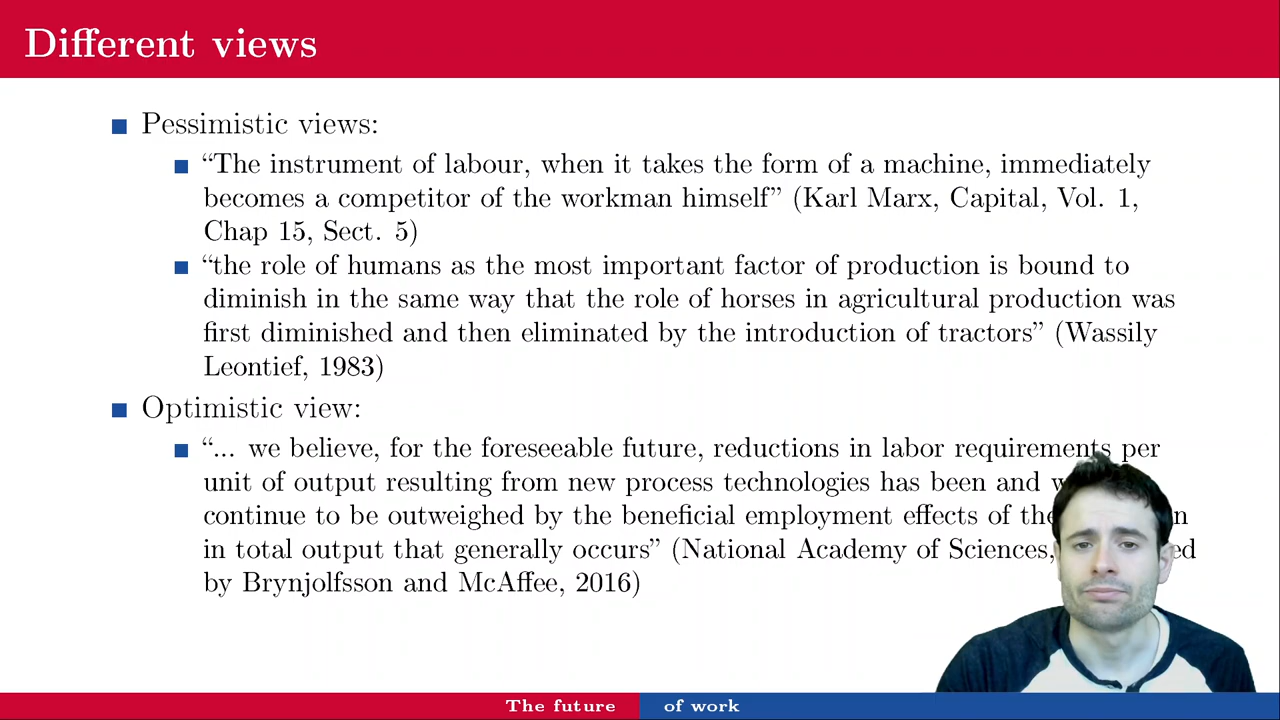 Different views
Pessimistic views:
“The instrument of labour, when it takes the form of a machine, immediately
becomes a competitor of the workman himself” (Karl Marx, Capital, Vol. 1,
Chap 15, Sect. 5)
“the role of humans as the most important factor of production is bound to
diminish in the same way that the role of horses in agricultural production was
first diminished and then eliminated by the introduction of tractors” (Wassily
Leontief, 1983)
Optimistic view:
“... we believe, for the foreseeable future, reductions in labor requirements per
unit of output resulting from new process technologies has been and
continue to be outweighed by the beneficial employment effects of the
in total output that generally occurs” (National Academy of Sciences,
by Brynjolfsson and McAffee, 2016)
The future of work